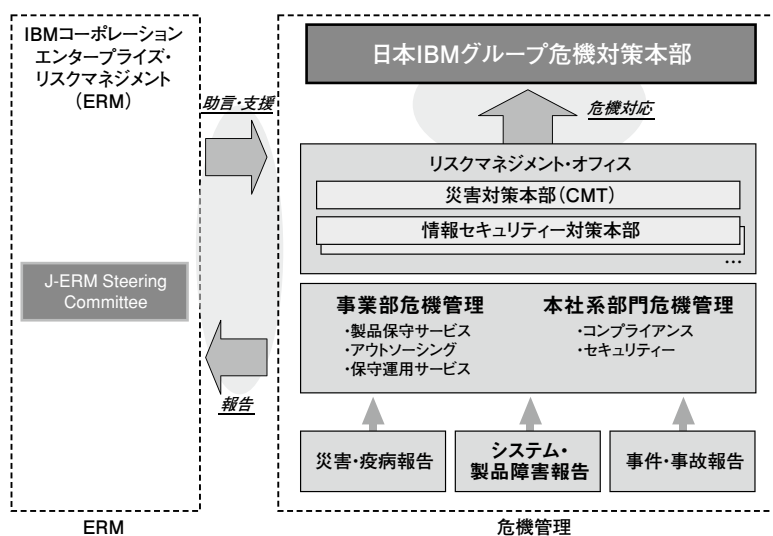 IBMコーポレーション
エンタープライズ・
リスクマネジメント
（ERM）
J-ERM Steering
Committee
ERM
助言・支援
報告
日本IBMグループ危機対策本部
危機対応
リスクマネジメント・オフィス
災害対策本部（CMT）
情報セキュリティー対策本部
…
事業部危機管理
・製品保守サービス
・アウトソーシング
・保守運用サービス
本社系部門危機管理
・コンプライアンス
・セキュリティー
災害・疫病報告
システム・
製品障害報告
事件・事故報告
危機管理